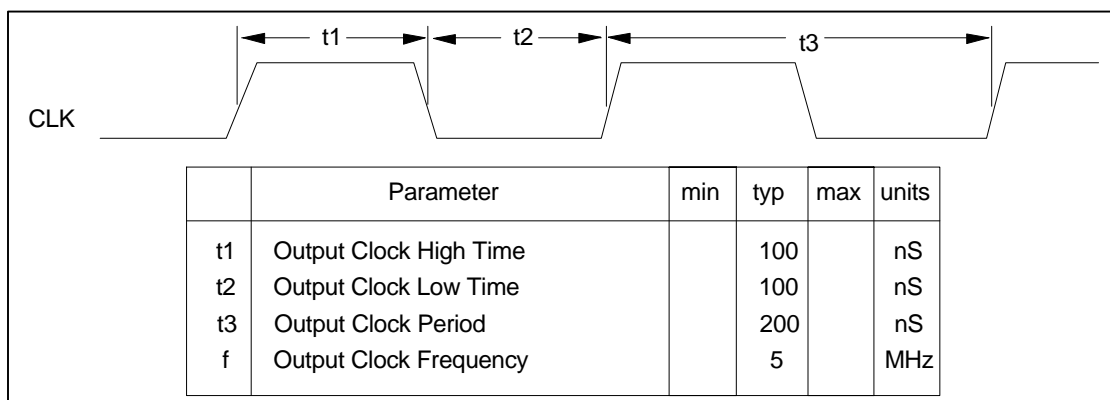 t1 t2 t3
CLK
Parameter min typ max units
t1 Output Clock High Time 100 nS
t2 Output Clock Low Time 100 nS
t3 Output Clock Period 200 nS
f Output Clock Frequency 5 MHz